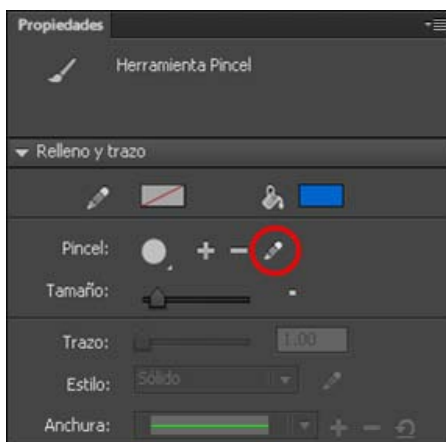 Propiedades
Herramienta Pincel
Relleno y trazo
Pincel:
Tamaño:
Trazo: 1.00
Estilo: Sólido
Anchura: